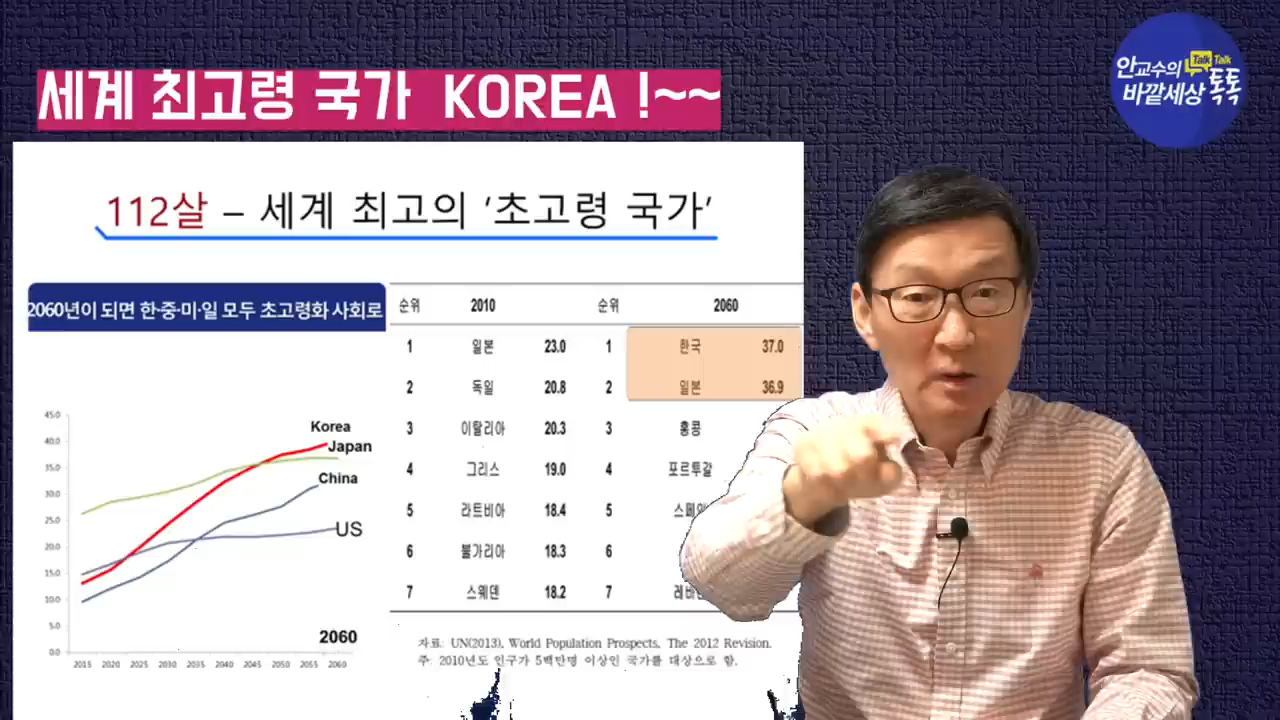 세계 최고령 국가 KOREA !~~
안교수의 Talk Talk
바깥세상 톡톡
112살 – 세계 최고의 ‘초고령 국가’
2060년이 되면 한·중·미·일 모두 초고령화 사회로
순위 2010 순위 2060
1 일본 23.0 1 한국 37.0
2 독일 20.8 2 일본 36.9
3 이탈리아 20.3 3 홍콩
4 그리스 19.0 4 포르투갈
5 라트비아 18.4 5
6 불가리아 18.3 6
7 스웨덴 18.2 7
45.0
40.0
35.0
30.0
25.0
20.0
15.0
10.0
5.0
0.0
Korea
Japan
China
US
2060
2015 2020 2025 2030 2035 2040 2045 2050 2055 2060
자료: UN(2013), World Population Prospects, The 2012 Revision.
주: 2010년도 인구가 5백만명 이상인 국가를 대상으로 함.